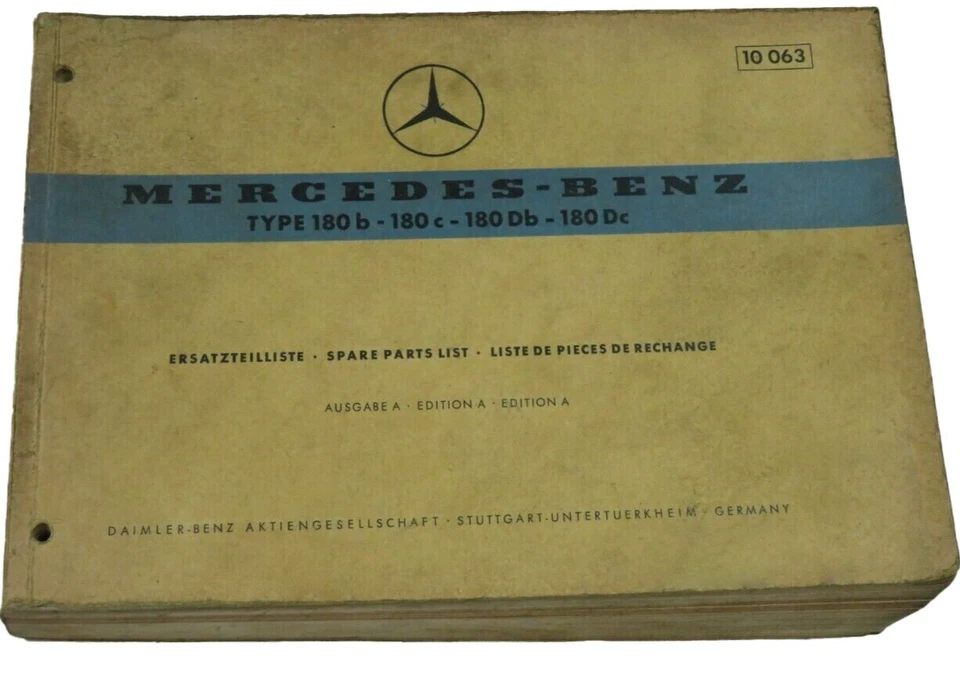 10 063
MERCEDES-BENZ
TYPE 180 b - 180 c - 180 Db - 180 Dc
ERSATZTEILLISTE · SPARE PARTS LIST · LISTE DE PIECES DE RECHANGE
AUSGABE A · EDITION A · EDITION A
DAIMLER-BENZ AKTIENGESELLSCHAFT · STUTTGART-UNTERTUERKHEIM · GERMANY